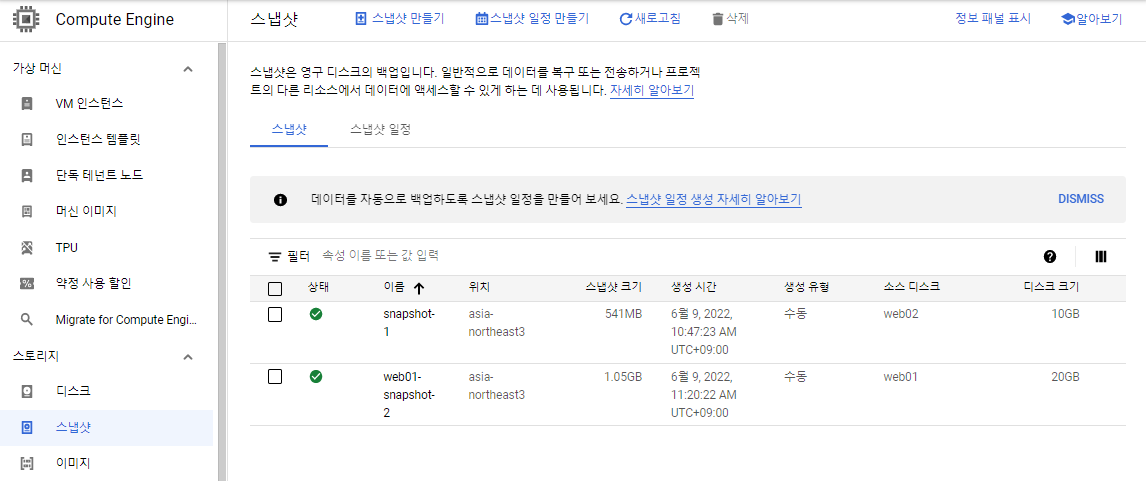 Compute Engine
스냅샷
스냅샷 만들기
스냅샷 일정 만들기
새로고침
삭제
정보 패널 표시
알아보기
가상 머신
VM 인스턴스
인스턴스 템플릿
단독 테넌트 노드
머신 이미지
TPU
약정 사용 할인
Migrate for Compute Engi...
스토리지
디스크
스냅샷
이미지
스냅샷은 영구 디스크의 백업입니다. 일반적으로 데이터를 복구 또는 전송하거나 프로젝
트의 다른 리소스에서 데이터에 액세스할 수 있게 하는 데 사용됩니다. 자세히 알아보기
스냅샷
스냅샷 일정
데이터를 자동으로 백업하도록 스냅샷 일정을 만들어 보세요. 스냅샷 일정 생성 자세히 알아보기
DISMISS
필터 속성 이름 또는 값 입력
상태 이름 위치 스냅샷 크기 생성 시간 생성 유형 소스 디스크 디스크 크기
snapshot- asia- 541MB 6월 9, 2022, 수동 web02 10GB
1 northeast3 10:47:23 AM
UTC+09:00
web01- asia- 1.05GB 6월 9, 2022, 수동 web01 20GB
snapshot- northeast3 11:20:22 AM
2 UTC+09:00